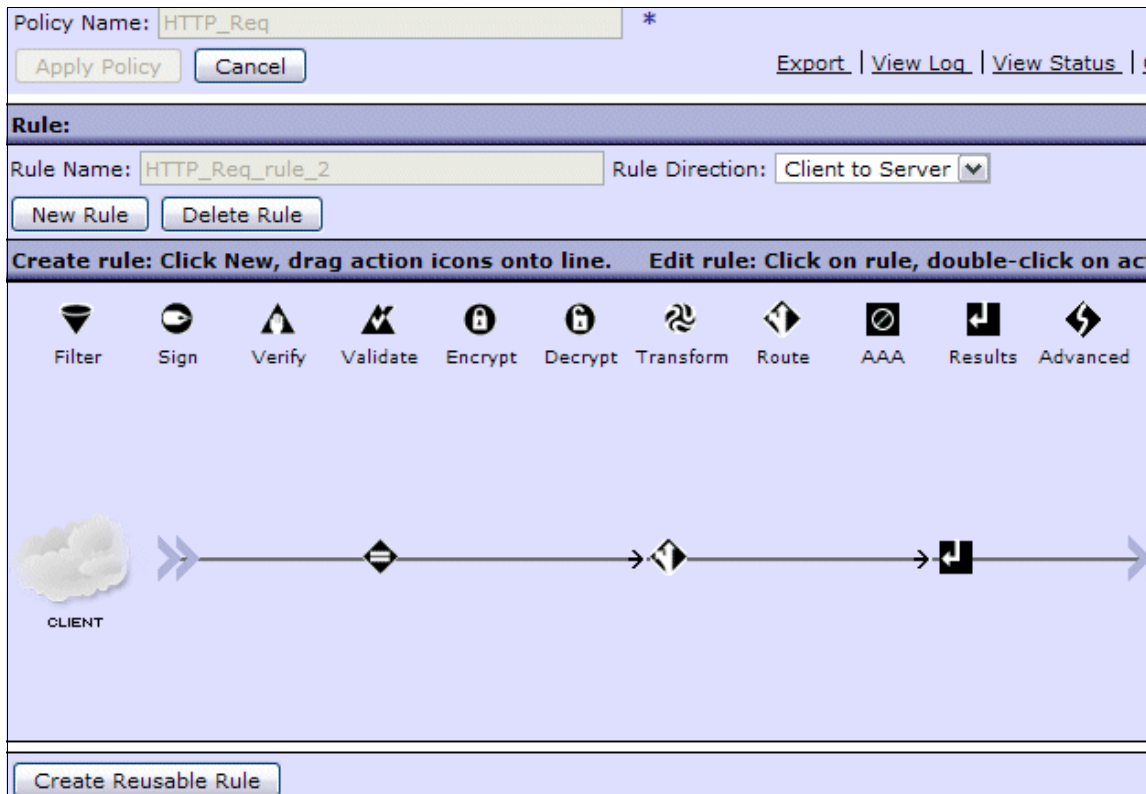 Policy Name: HTTP_Req *
Apply Policy Cancel Export | View Log | View Status |
Rule:
Rule Name: HTTP_Req_rule_2 Rule Direction: Client to Server
New Rule Delete Rule
Create rule: Click New, drag action icons onto line. Edit rule: Click on rule, double-click on ac
Filter Sign Verify Validate Encrypt Decrypt Transform Route AAA Results Advanced
CLIENT
Create Reusable Rule